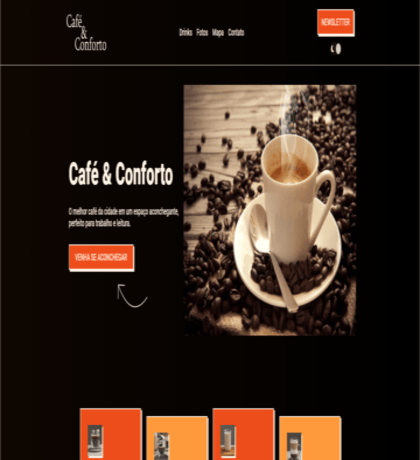 Café
&
Conforto
Drinks Fotos Mapa Contato
NEWSLETTER
Café & Conforto
O melhor café da cidade em um espaço aconchegante,
perfeito para trabalho e leitura.
VENHA SE ACONCHEGAR